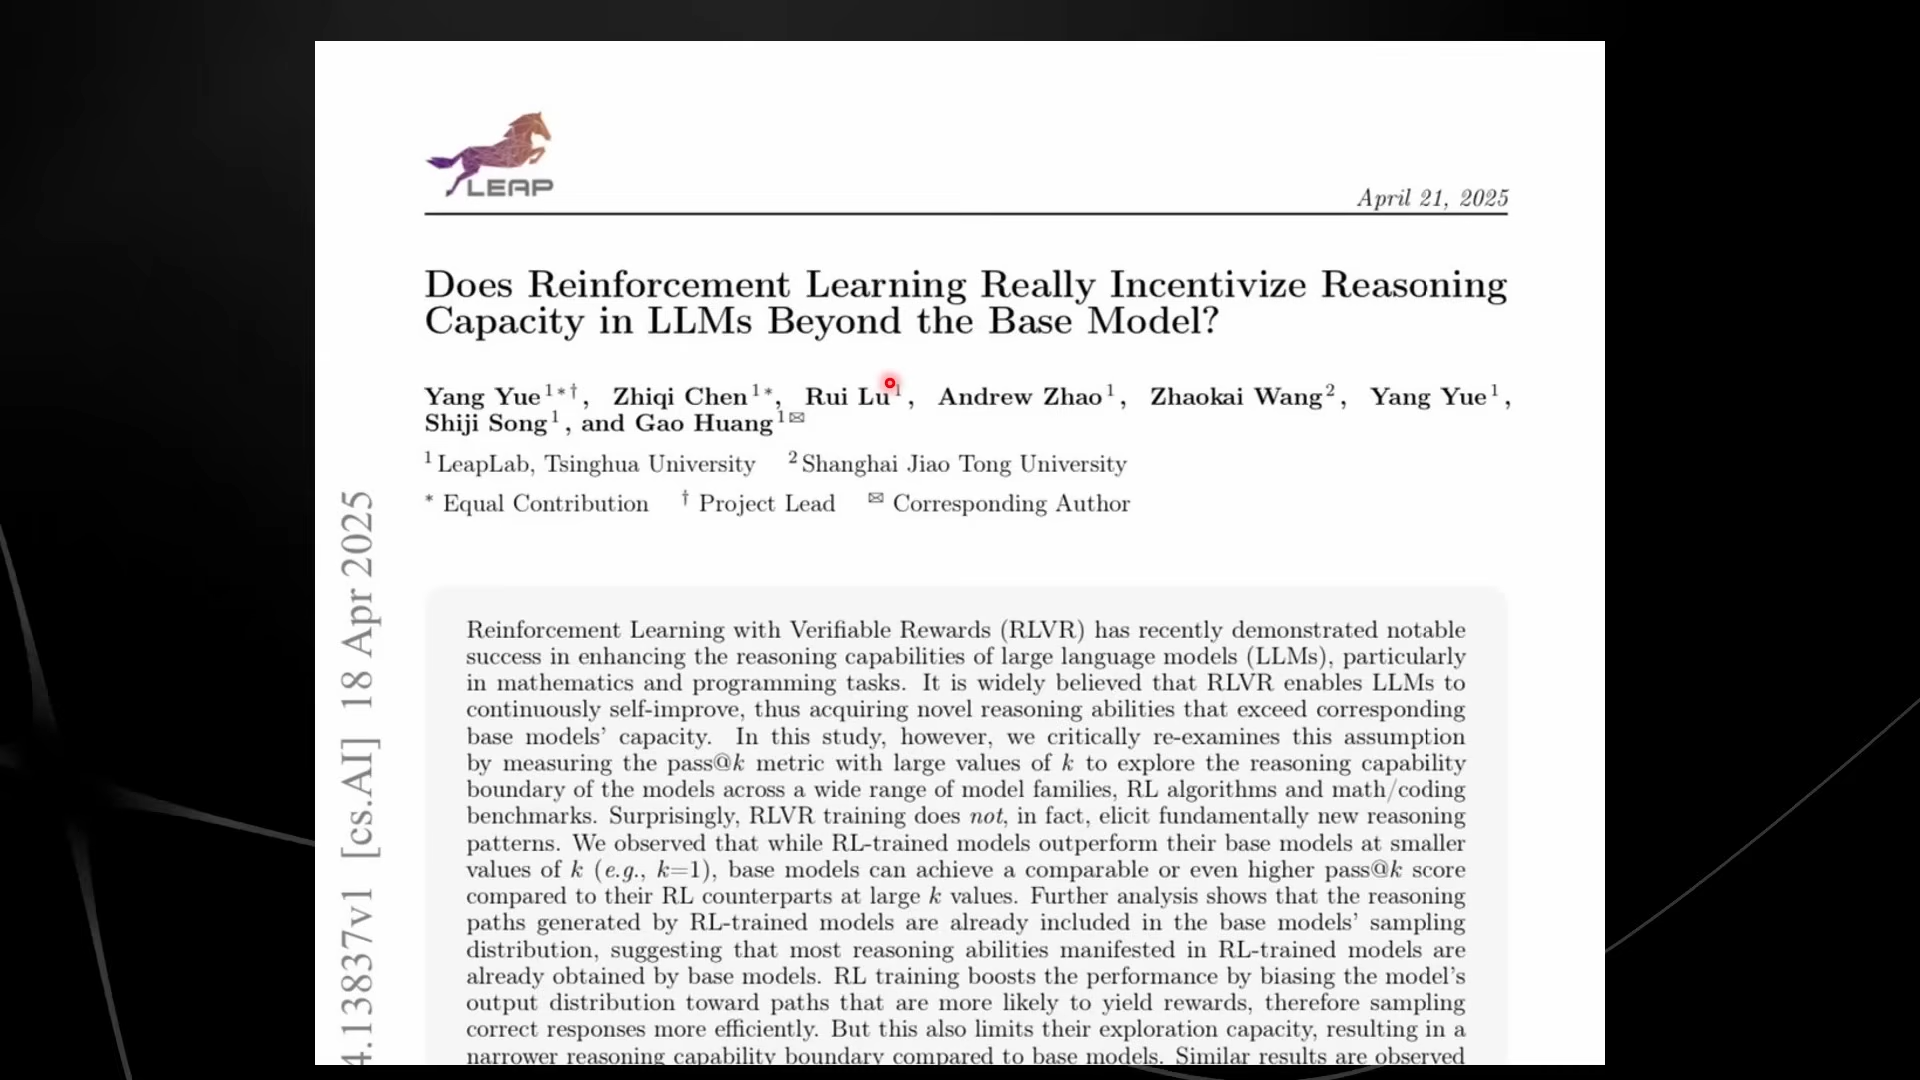 LEAP
April 21, 2025
Does Reinforcement Learning Really Incentivize Reasoning
Capacity in LLMs Beyond the Base Model?
Yang Yue1∗†, Zhiqi Chen1∗, Rui Lu1, Andrew Zhao1, Zhaokai Wang2, Yang Yue1,
Shiji Song1, and Gao Huang1✉
1 LeapLab, Tsinghua University 2 Shanghai Jiao Tong University
* Equal Contribution † Project Lead ✉ Corresponding Author
4.13837v1 [cs.AI] 18 Apr 2025
Reinforcement Learning with Verifiable Rewards (RLVR) has recently demonstrated notable
success in enhancing the reasoning capabilities of large language models (LLMs), particularly
in mathematics and programming tasks. It is widely believed that RLVR enables LLMs to
continuously self-improve, thus acquiring novel reasoning abilities that exceed corresponding
base models' capacity. In this study, however, we critically re-examines this assumption
by measuring the pass@k metric with large values of k to explore the reasoning capability
boundary of the models across a wide range of model families, RL algorithms and math/coding
benchmarks. Surprisingly, RLVR training does not, in fact, elicit fundamentally new reasoning
patterns. We observed that while RL-trained models outperform their base models at smaller
values of k (e.g., k=1), base models can achieve a comparable or even higher pass@k score
compared to their RL counterparts at large k values. Further analysis shows that the reasoning
paths generated by RL-trained models are already included in the base models' sampling
distribution, suggesting that most reasoning abilities manifested in RL-trained models are
already obtained by base models. RL training boosts the performance by biasing the model's
output distribution toward paths that are more likely to yield rewards, therefore sampling
correct responses more efficiently. But this also limits their exploration capacity, resulting in a
narrower reasoning capability boundary compared to base models. Similar results are observed